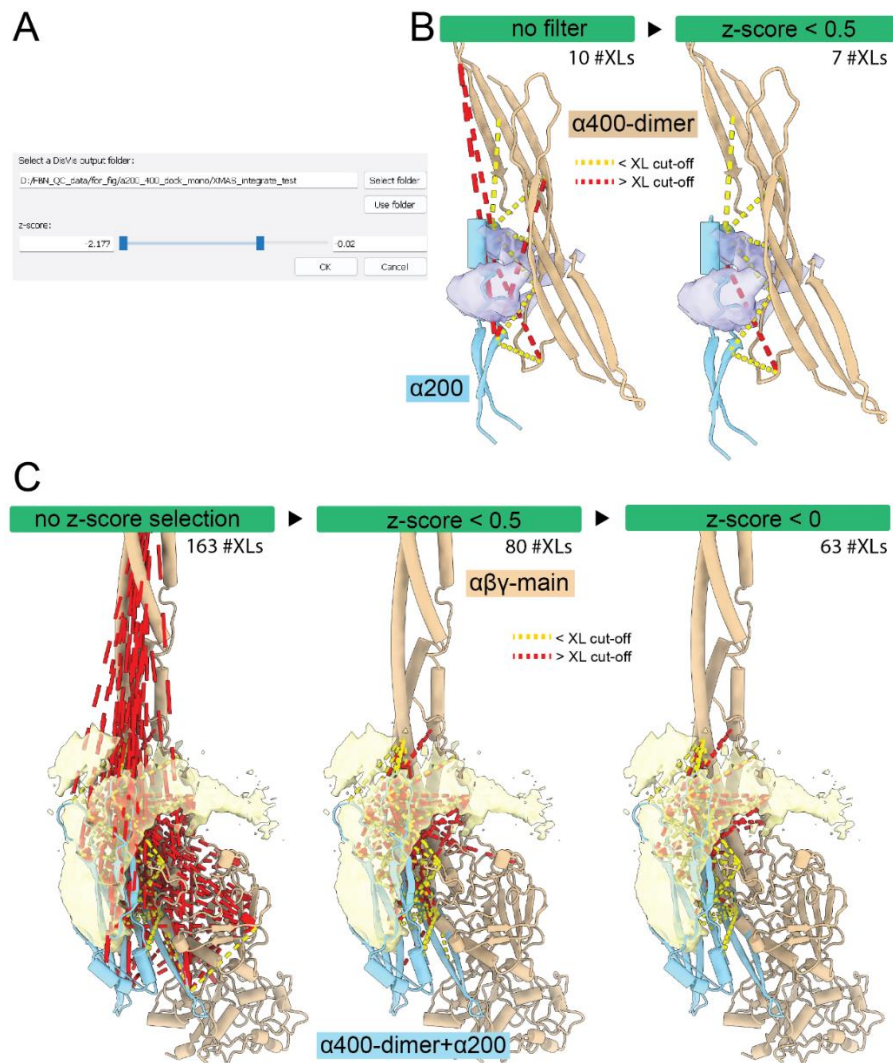 A
Select a DisVis output folder:
D:/FBN_QC_data/for_fig/a200_400_dock_mono/XMAS_integrate_test
Select folder
Use folder
z-score:
-2.177
-0.02
OK
Cancel
B
no filter
z-score < 0.5
10 #XLs
7 #XLs
α400-dimer
< XL cut-off
> XL cut-off
α200
C
no z-score selection
z-score < 0.5
z-score < 0
163 #XLs
80 #XLs
63 #XLs
αβγ-main
< XL cut-off
> XL cut-off
α400-dimer+α200